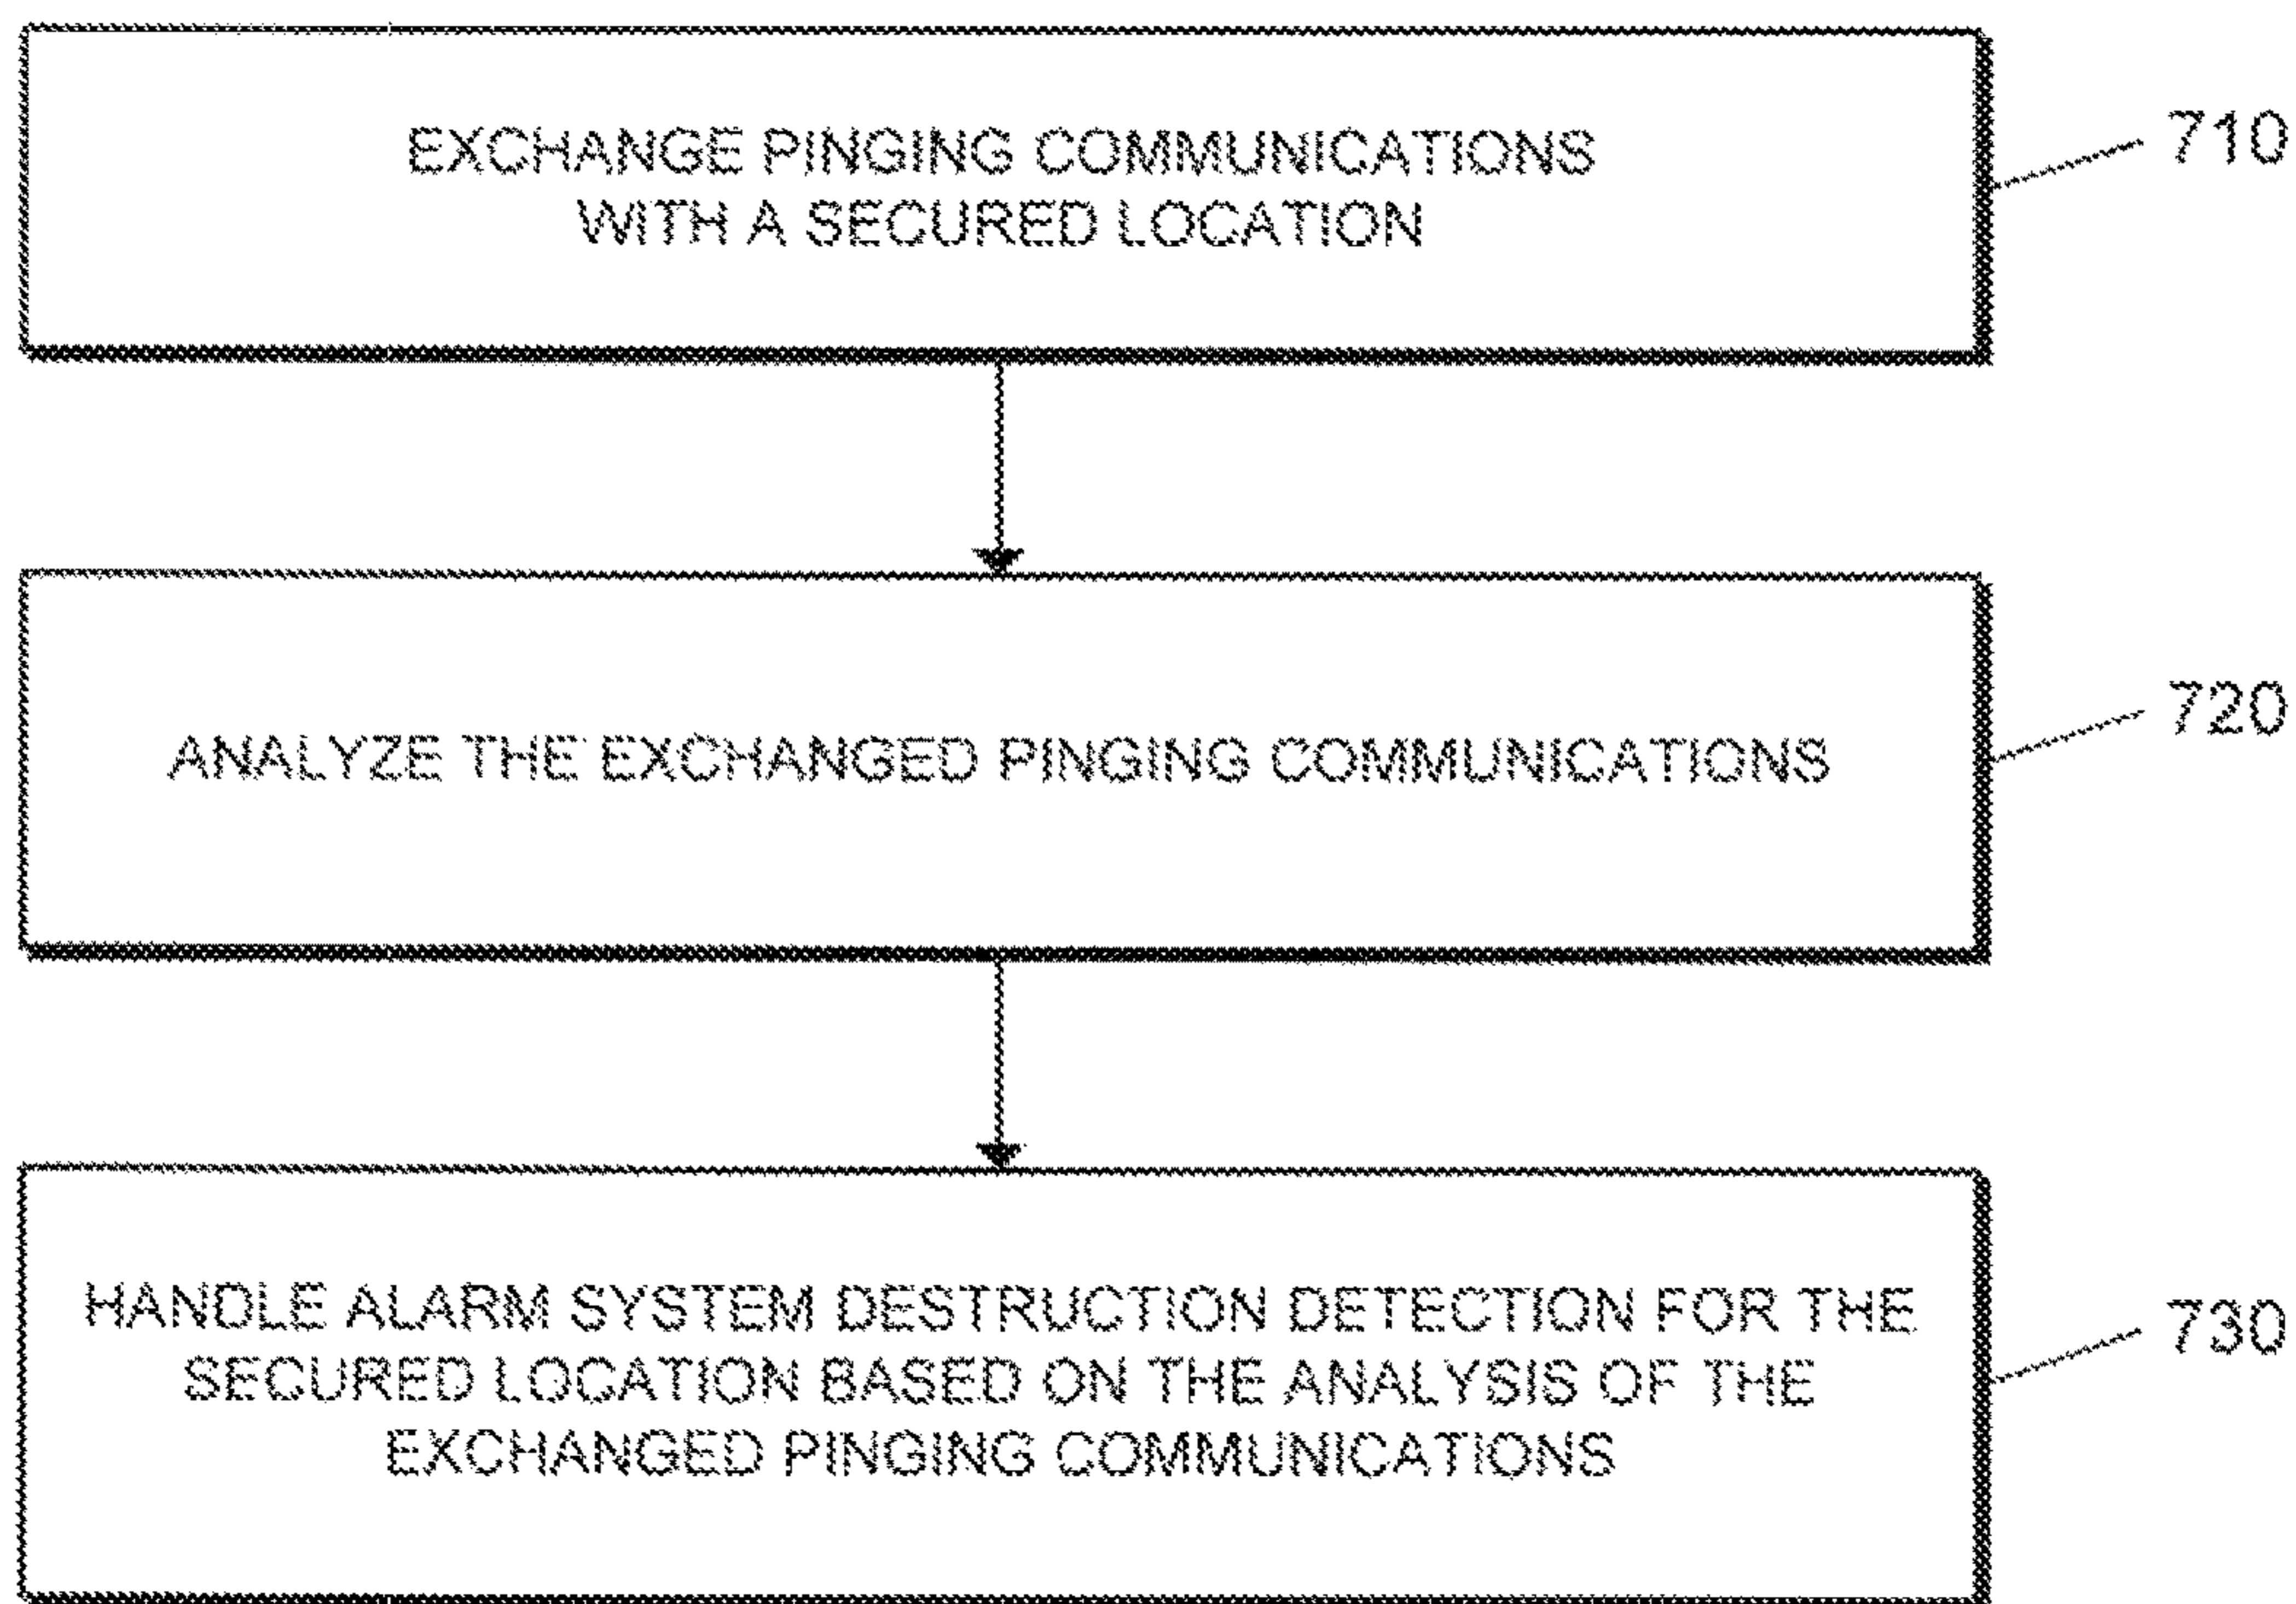 EXCHANGE PINGING COMMUNICATIONS
WITH A SECURED LOCATION
710
ANALYZE THE EXCHANGED PINGING COMMUNICATIONS
720
HANDLE ALARM SYSTEM DESTRUCTION DETECTION FOR THE
SECURED LOCATION BASED ON THE ANALYSIS OF THE
EXCHANGED PINGING COMMUNICATIONS
730